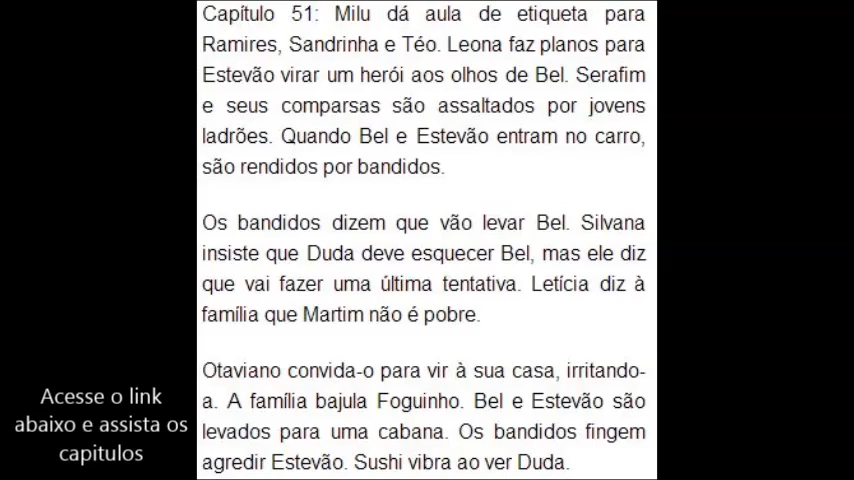 Capítulo 51: Milu dá aula de etiqueta para
Ramires, Sandrinha e Téo. Leona faz planos para
Estevão virar um herói aos olhos de Bel. Serafim
e seus comparsas são assaltados por jovens
ladrões. Quando Bel e Estevão entram no carro,
são rendidos por bandidos.
Os bandidos dizem que vão levar Bel. Silvana
insiste que Duda deve esquecer Bel, mas ele diz
que vai fazer uma última tentativa. Letícia diz à
família que Martim não é pobre.
Otaviano convida-o para vir à sua casa, irritando-
a. A família bajula Foguinho. Bel e Estevão são
levados para uma cabana. Os bandidos fingem
agredir Estevão. Sushi vibra ao ver Duda.
Acesse o link
abaixo e assista os
capitulos